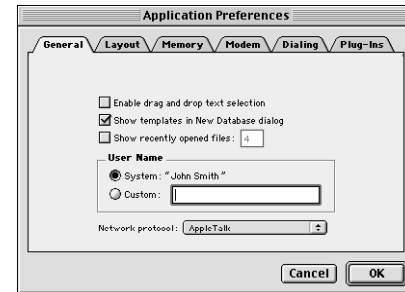 Application Preferences
General Layout Memory Modem Dialing Plug-Ins
Enable drag and drop text selection
Show templates in New Database dialog
Show recently opened files: 4
User Name
System: "John Smith"
Custom:
Network protocol: AppleTalk
Cancel OK